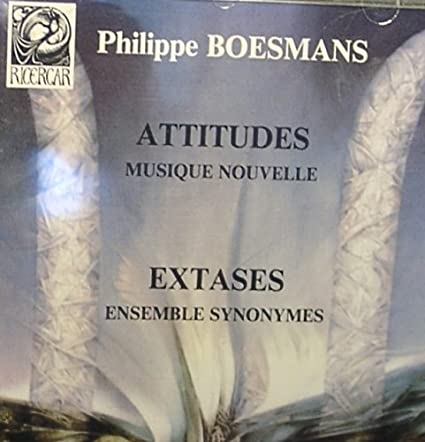 RICERCAR
Philippe BOESMANS
ATTITUDES
MUSIQUE NOUVELLE
EXTASES
ENSEMBLE SYNONYMES